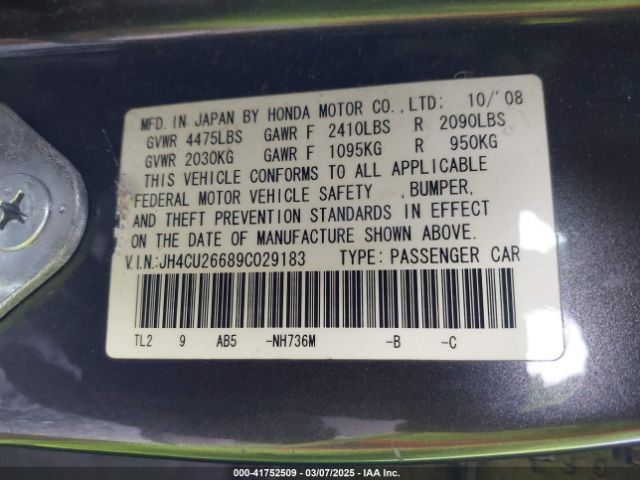 MFD. IN JAPAN BY HONDA MOTOR CO.,LTD: 10/'08
GVWR 4475LBS GAWR F 2410LBS R 2090LBS
GVWR 2030KG GAWR F 1095KG R 950KG
THIS VEHICLE CONFORMS TO ALL APPLICABLE
FEDERAL MOTOR VEHICLE SAFETY ,BUMPER,
AND THEFT PREVENTION STANDARDS IN EFFECT
ON THE DATE OF MANUFACTURE SHOWN ABOVE.
V.I.N.:JH4CU26689C029183 TYPE: PASSENGER CAR
TL2 9 AB5 -NH736M -B -C
00-41752509 - 03/07/2025 - IAA Inc.